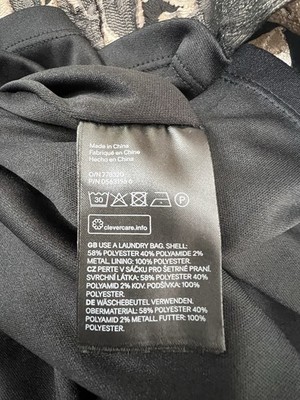 Made in China
Fabriqué en Chine
Hecho en China
30
P
clevercare.info
GB USE A LAUNDRY BAG. SHELL:
58% POLYESTER 40% POLYAMIDE 2%
METAL, LINING: 100% POLYESTER.
CZ PERTE V SÁČKU PRO ŠETRNÉ PRANÍ.
SVRCHNÍ LÁTKA: 58% POLYESTER 40%
POLYAMID 2% KOV. PODŠÍVKA: 100%
POLYESTER.
DE WÄSCHEBEUTEL VERWENDEN.
OBERMATERIAL: 58% POLYESTER 40%
POLYAMID 2% METALL. FUTTER: 100%
POLYESTER.